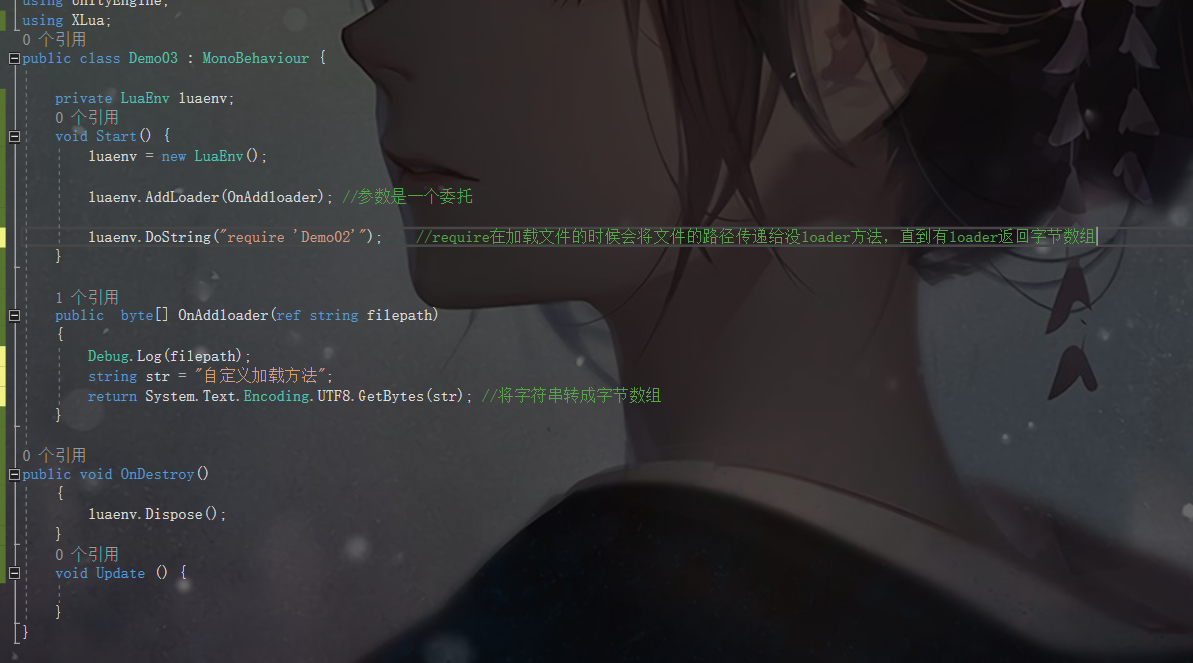 using UnityEngine;
using XLua;
0 个引用
public class Demo03 : MonoBehaviour {
private LuaEnv luaenv;
0 个引用
void Start() {
luaenv = new LuaEnv();
luaenv.AddLoader(OnAddloader); //参数是一个委托
luaenv.DoString("require 'Demo02'"); //require在加载文件的时候会将文件的路径传递给没loader方法，直到有loader返回字节数组
}
1 个引用
public byte[] OnAddloader(ref string filepath)
{
Debug.Log(filepath);
string str = "自定义加载方法";
return System.Text.Encoding.UTF8.GetBytes(str); //将字符串转成字节数组
}
0 个引用
public void OnDestroy()
{
luaenv.Dispose();
}
0 个引用
void Update () {
}
}